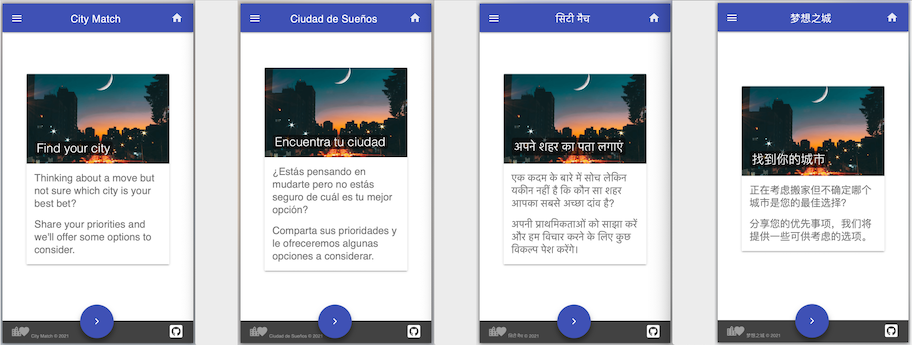 City Match
Find your city
Thinking about a move but
not sure which city is your
best bet?
Share your priorities and
we'll offer some options to
consider.
City Match © 2021
Ciudad de Sueños
Encuentra tu ciudad
¿Estás pensando en
mudarte pero no estás
seguro de cuál es tu mejor
opción?
Comparta sus prioridades y
le ofreceremos algunas
opciones a considerar.
Ciudad de Sueños © 2021
सिटी मैच
अपने शहर का पता लगाएं
एक कदम के बारे में सोच लेकिन
यकीन नहीं है कि कौन सा शहर
आपका सबसे अच्छा दांव है?
अपनी प्राथमिकताओं को साझा करें
और हम विचार करने के लिए कुछ
विकल्प पेश करेंगे।
सिटी मैच © 2021
梦想之城
找到你的城市
正在考虑搬家但不确定哪个
城市是您的最佳选择?
分享您的优先事项，我们将
提供一些可供考虑的选项。
梦想之城 © 2021